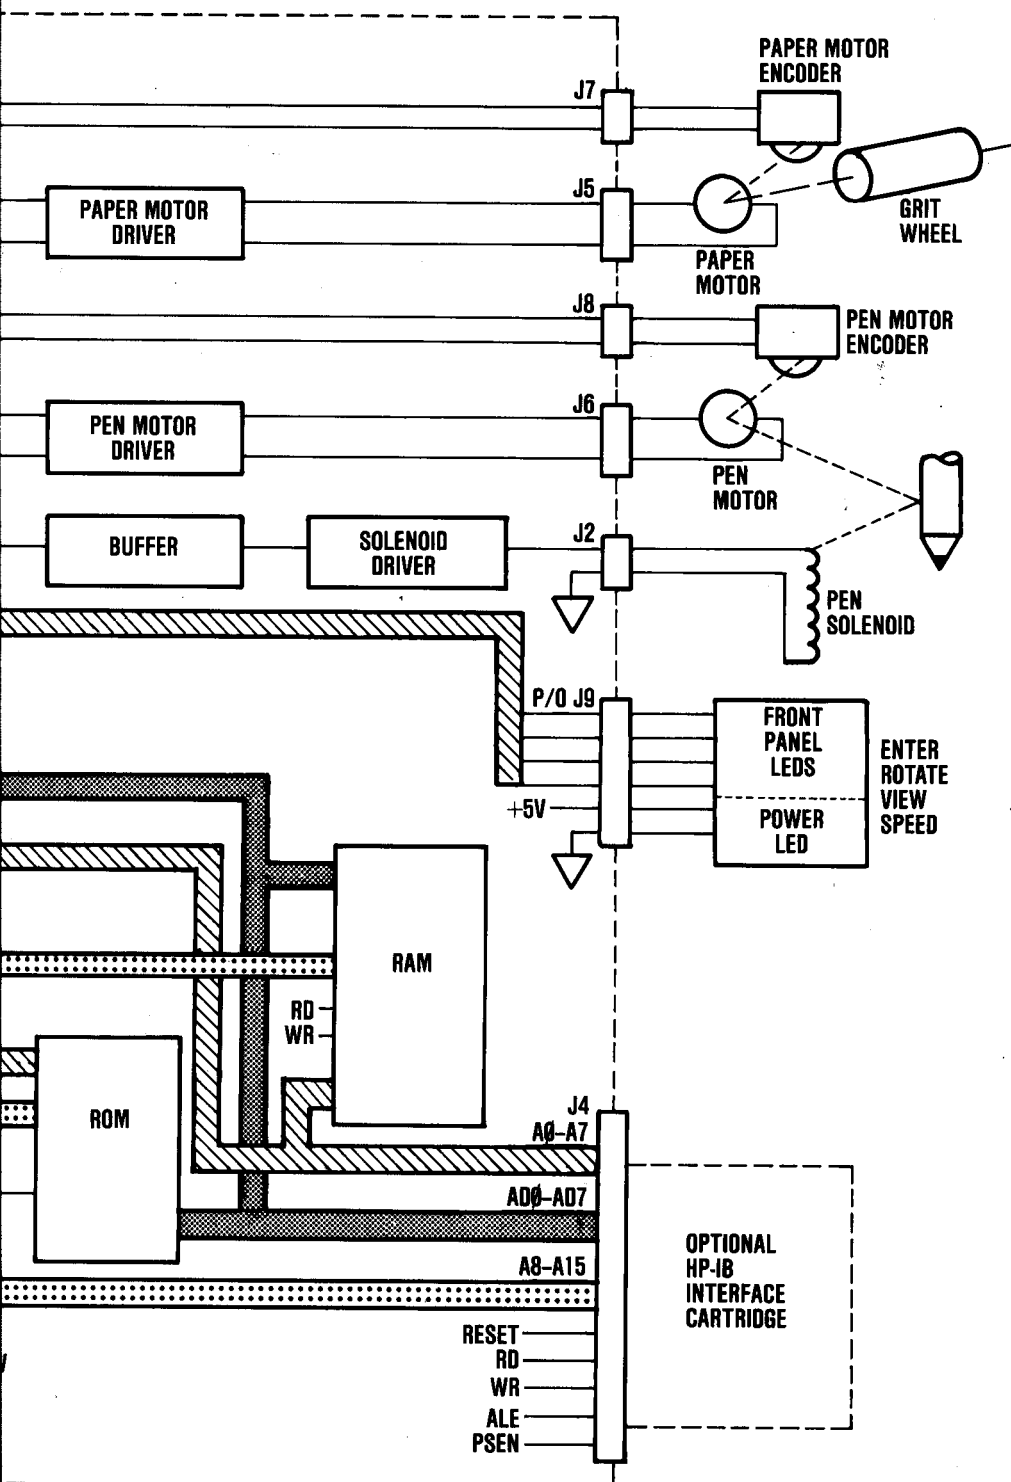 PAPER MOTOR
ENCODER
J7
J5
PAPER MOTOR
DRIVER
GRIT
WHEEL
PAPER
MOTOR
J8
PEN MOTOR
ENCODER
J6
PEN MOTOR
DRIVER
PEN
MOTOR
BUFFER
SOLENOID
DRIVER
J2
PEN
SOLENOID
P/O J9
FRONT
PANEL
LEDS
ENTER
ROTATE
VIEW
SPEED
+5V
POWER
LED
RAM
RD
WR
ROM
J4
AØ-A7
ADØ-AD7
A8-A15
OPTIONAL
HP-IB
INTERFACE
CARTRIDGE
RESET
RD
WR
ALE
PSEN